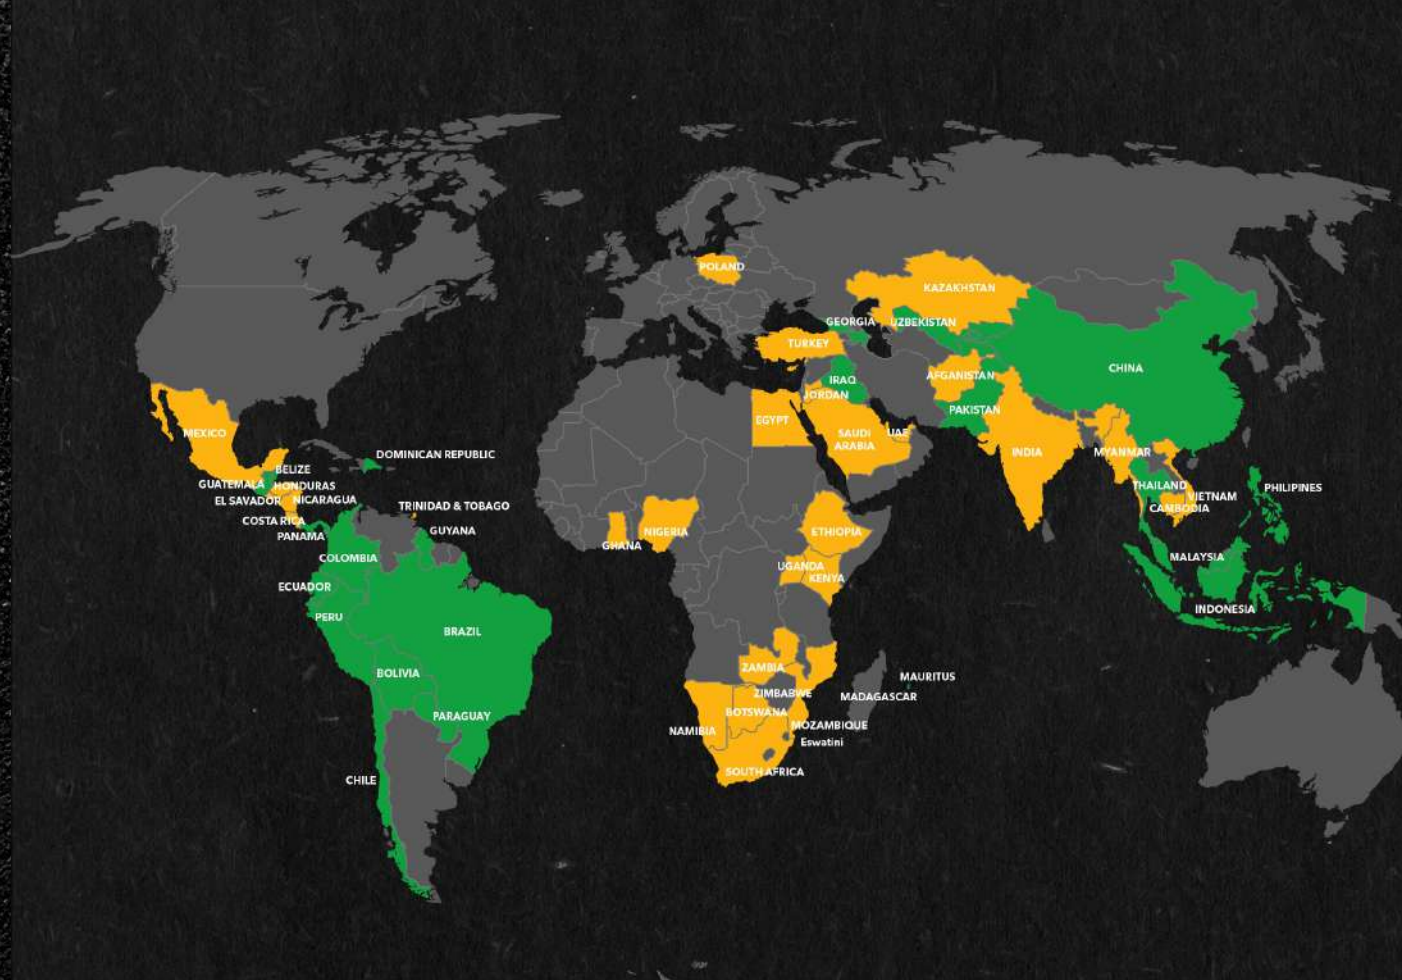 POLAND
KAZAKHSTAN
GEORGIA
UZBEKISTAN
TURKEY
CHINA
IRAQ
AFGANISTAN
JORDAN
PAKISTAN
EGYPT
SAUDI
ARABIA
UAE
MEXICO
INDIA
MYANMAR
DOMINICAN REPUBLIC
BELIZE
GUATEMALA
HONDURAS
EL SAVADOR
NICARAGUA
THAILAND
VIETNAM
PHILIPINES
CAMBODIA
TRINIDAD & TOBAGO
COSTA RICA
PANAMA
GUYANA
GHANA
NIGERIA
ETHIOPIA
COLOMBIA
UGANDA
KENYA
MALAYSIA
ECUADOR
INDONESIA
PERU
BRAZIL
BOLIVIA
ZAMBIA
MAURITUS
ZIMBABWE
MADAGASCAR
PARAGUAY
BOTSWANA
NAMIBIA
MOZAMBIQUE
Eswatini
SOUTH AFRICA
CHILE